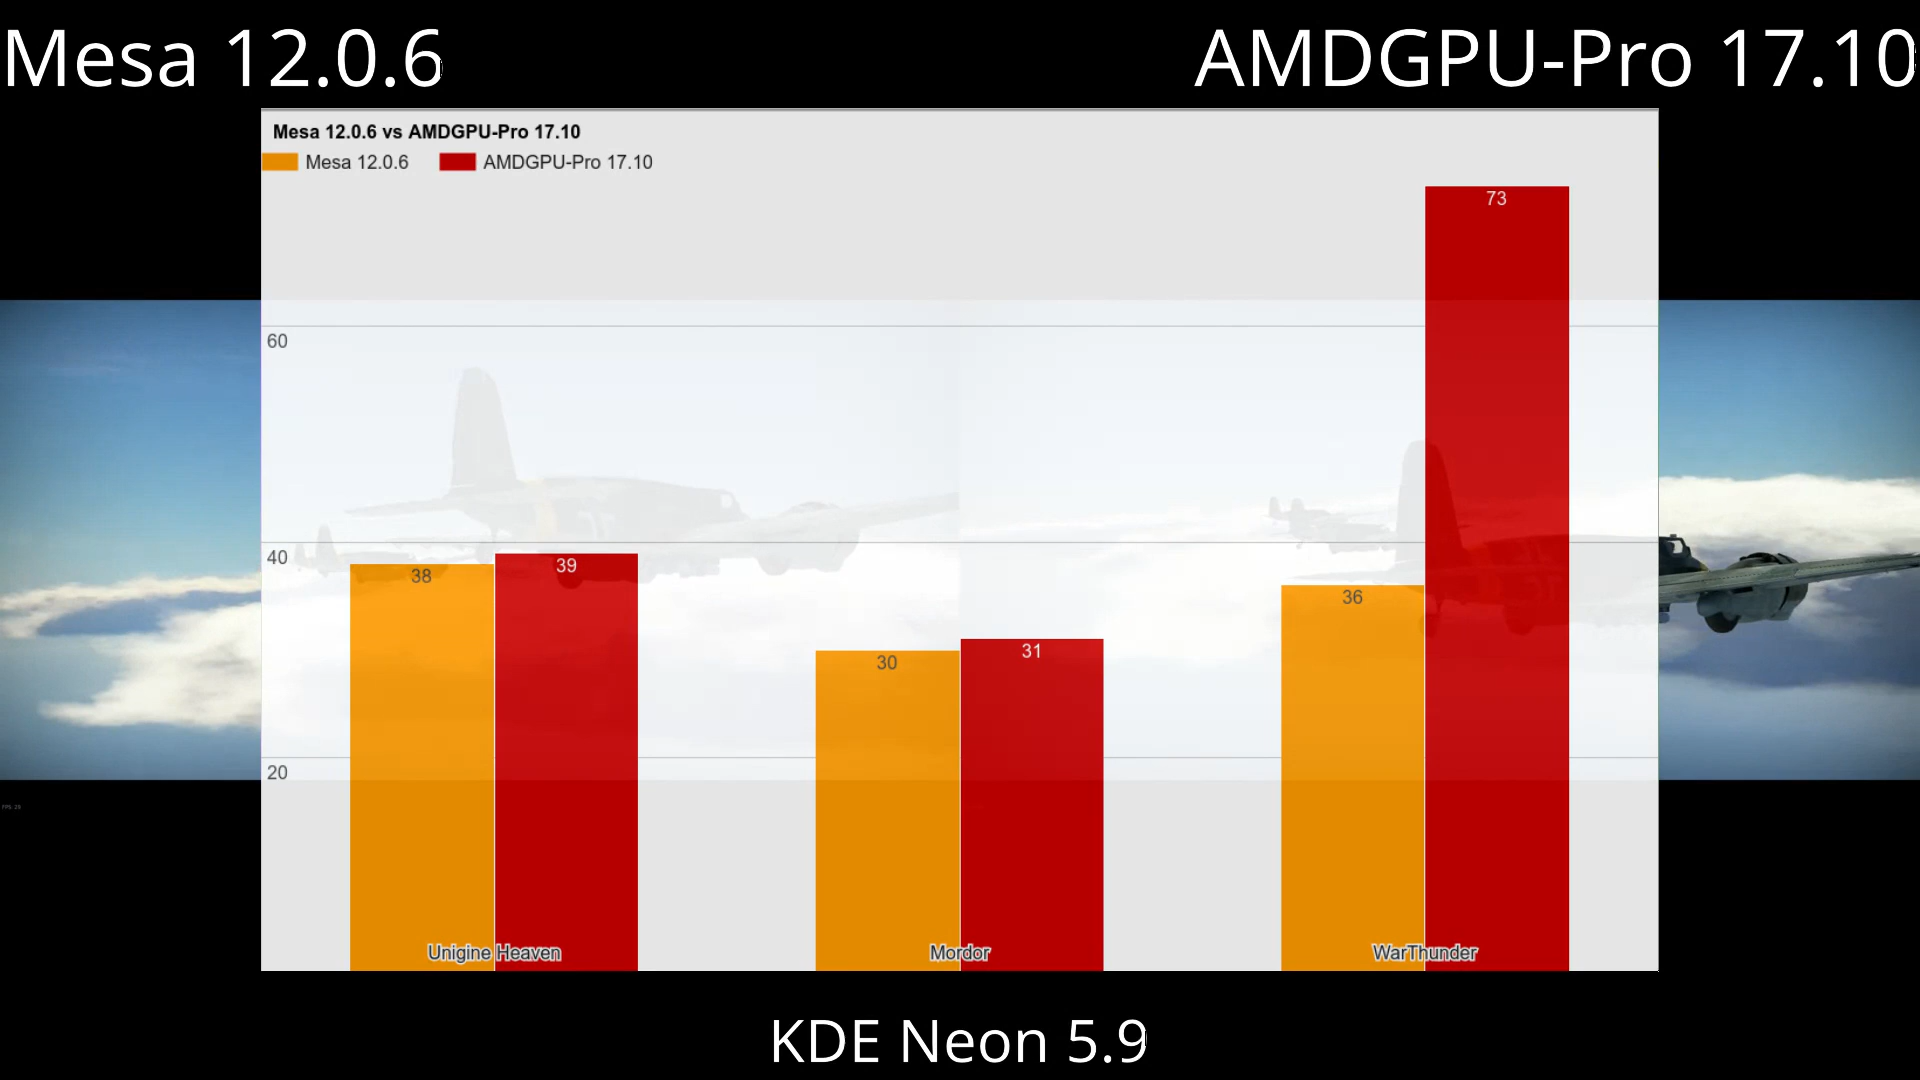 Mesa 12.0.6
AMDGPU-Pro 17.10
Mesa 12.0.6 vs AMDGPU-Pro 17.10
Mesa 12.0.6
AMDGPU-Pro 17.10
73
60
40
38
39
36
30
31
20
Unigine Heaven
Mordor
WarThunder
KDE Neon 5.9